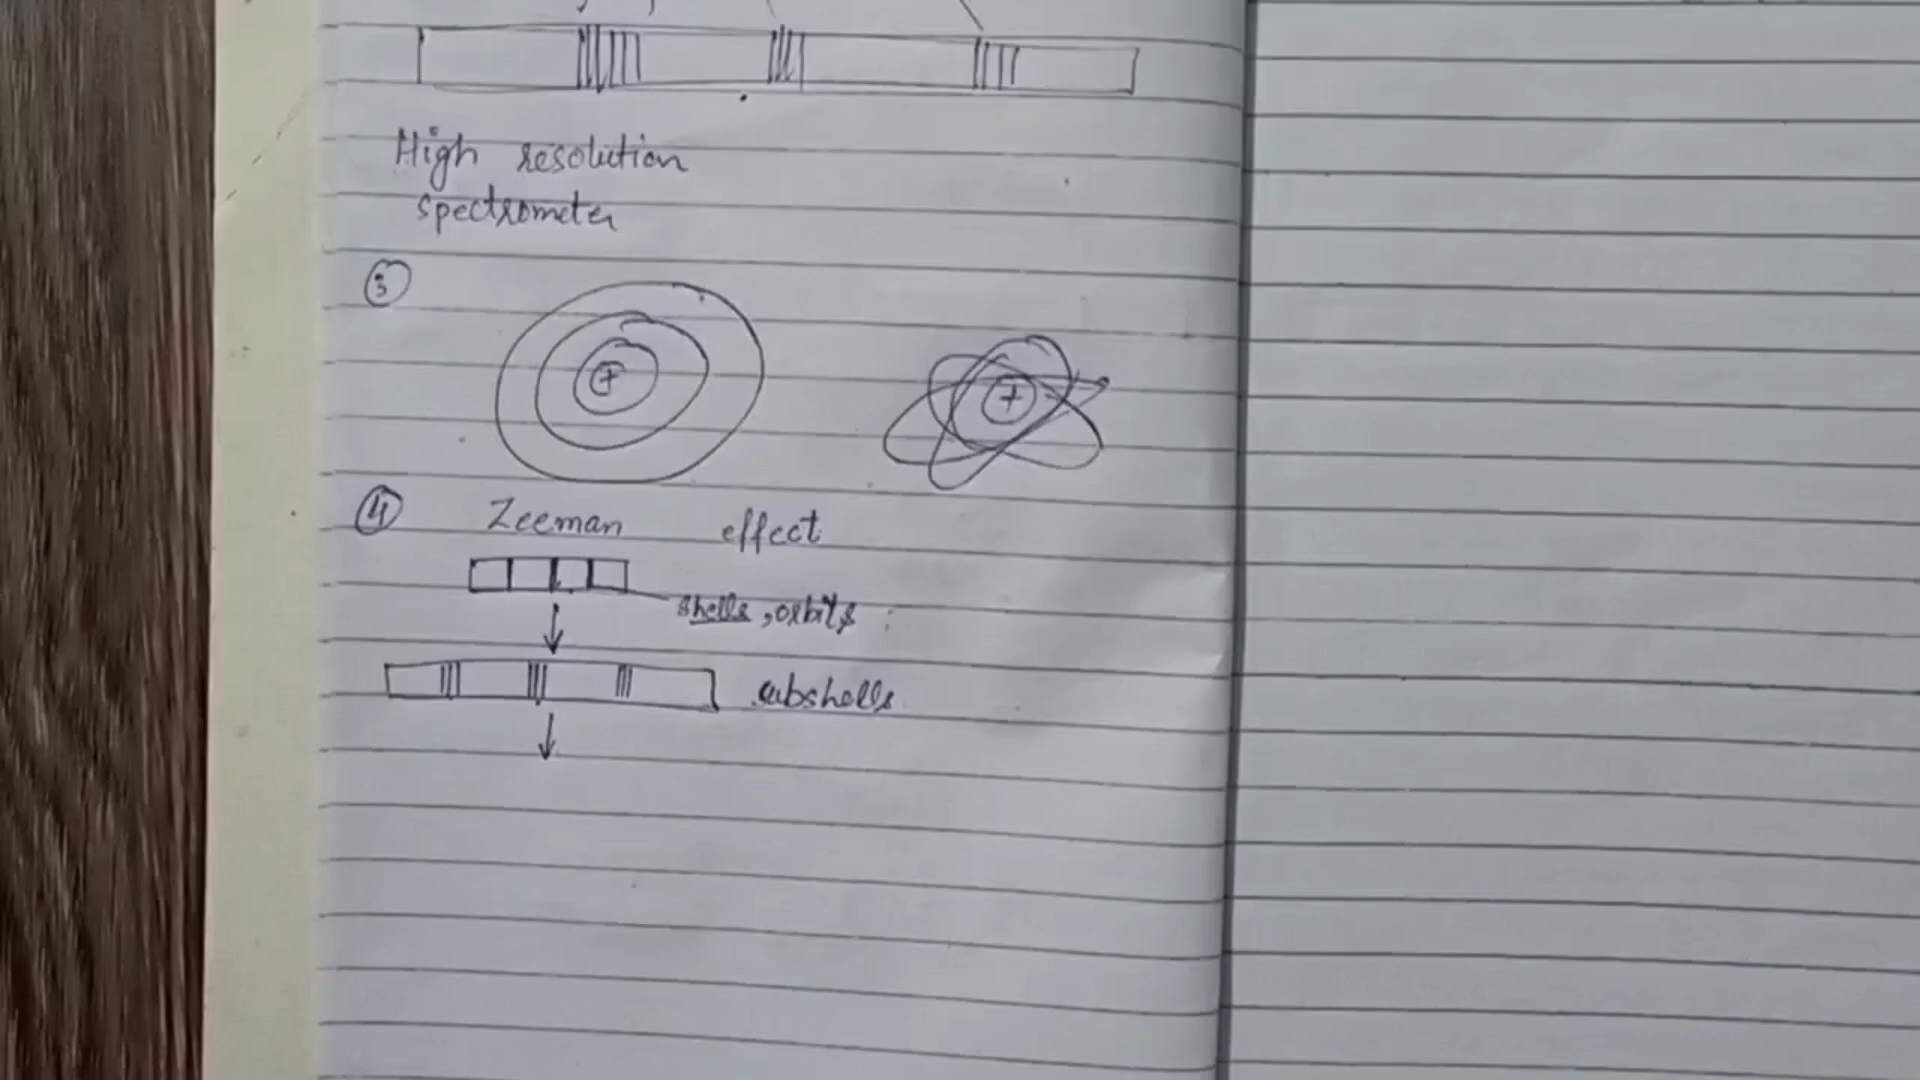 High resolution
spectrometer
3
+
+
4 Zeeman effect
shells, orbits
subshells